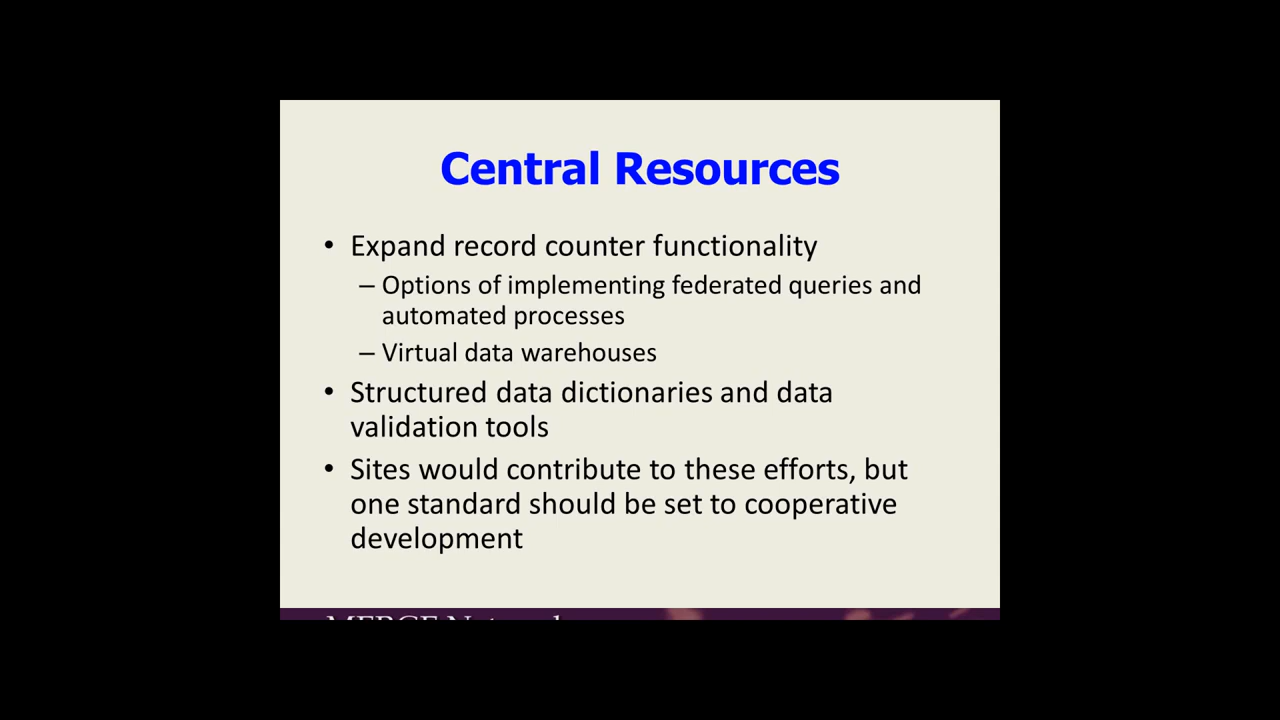 Central Resources
• Expand record counter functionality
– Options of implementing federated queries and
automated processes
– Virtual data warehouses
• Structured data dictionaries and data
validation tools
• Sites would contribute to these efforts, but
one standard should be set to cooperative
development